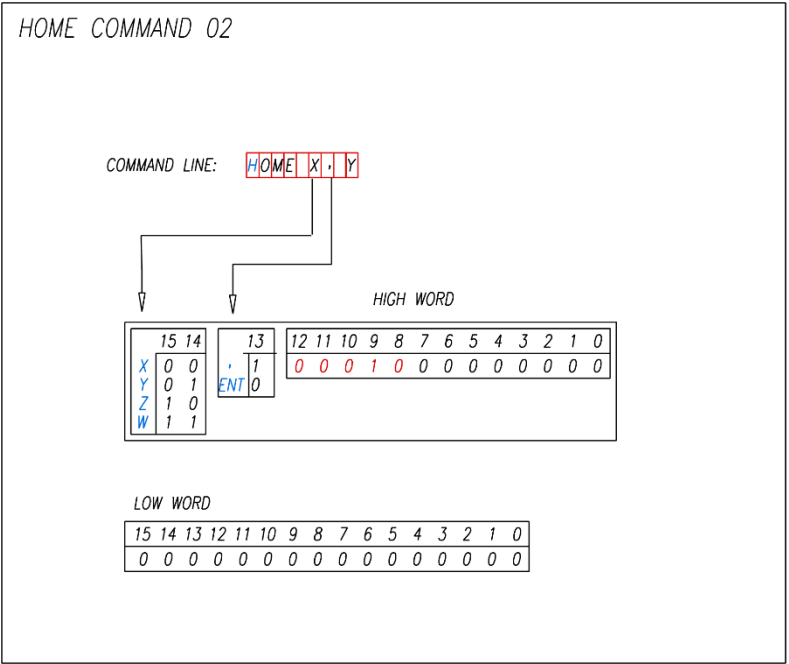 HOME COMMAND 02
COMMAND LINE: HOME X, Y
HIGH WORD
15 14 13 12 11 10 9 8 7 6 5 4 3 2 1 0
X 0 0 , 1 0 0 0 1 0 0 0 0 0 0 0 0 0
Y 0 1 ENT 0
Z 1 0
W 1 1
LOW WORD
15 14 13 12 11 10 9 8 7 6 5 4 3 2 1 0
0 0 0 0 0 0 0 0 0 0 0 0 0 0 0 0